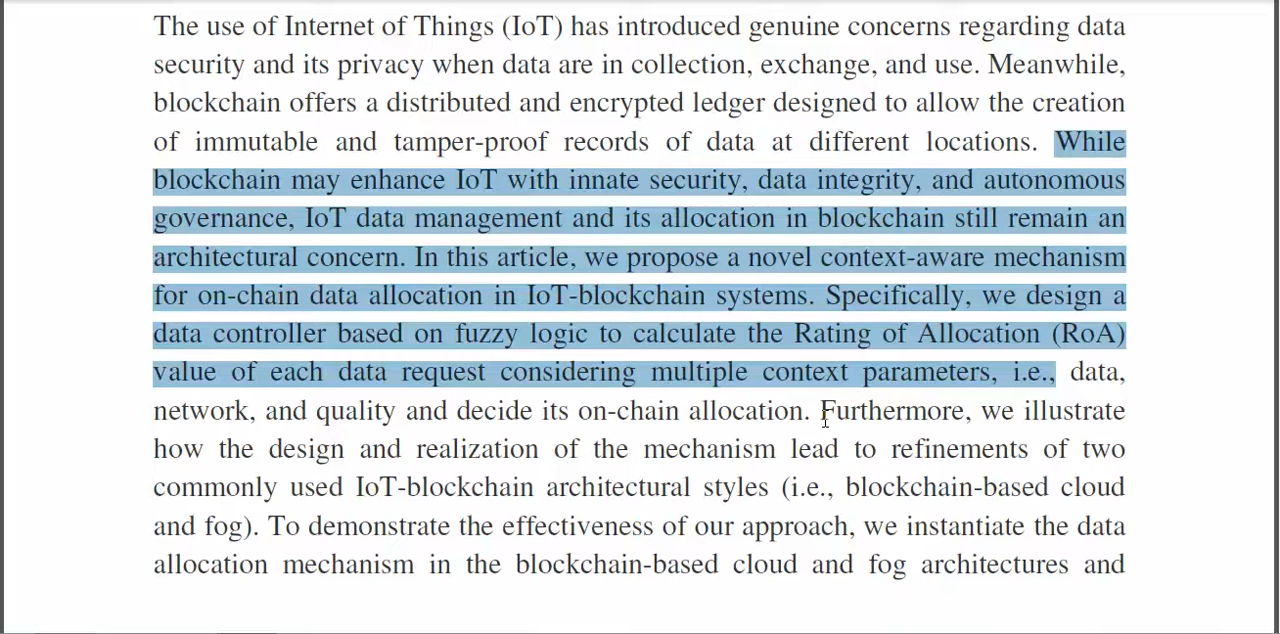 The use of Internet of Things (IoT) has introduced genuine concerns regarding data
security and its privacy when data are in collection, exchange, and use. Meanwhile,
blockchain offers a distributed and encrypted ledger designed to allow the creation
of immutable and tamper-proof records of data at different locations. While
blockchain may enhance IoT with innate security, data integrity, and autonomous
governance, IoT data management and its allocation in blockchain still remain an
architectural concern. In this article, we propose a novel context-aware mechanism
for on-chain data allocation in IoT-blockchain systems. Specifically, we design a
data controller based on fuzzy logic to calculate the Rating of Allocation (RoA)
value of each data request considering multiple context parameters, i.e., data,
network, and quality and decide its on-chain allocation. Furthermore, we illustrate
how the design and realization of the mechanism lead to refinements of two
commonly used IoT-blockchain architectural styles (i.e., blockchain-based cloud
and fog). To demonstrate the effectiveness of our approach, we instantiate the data
allocation mechanism in the blockchain-based cloud and fog architectures and